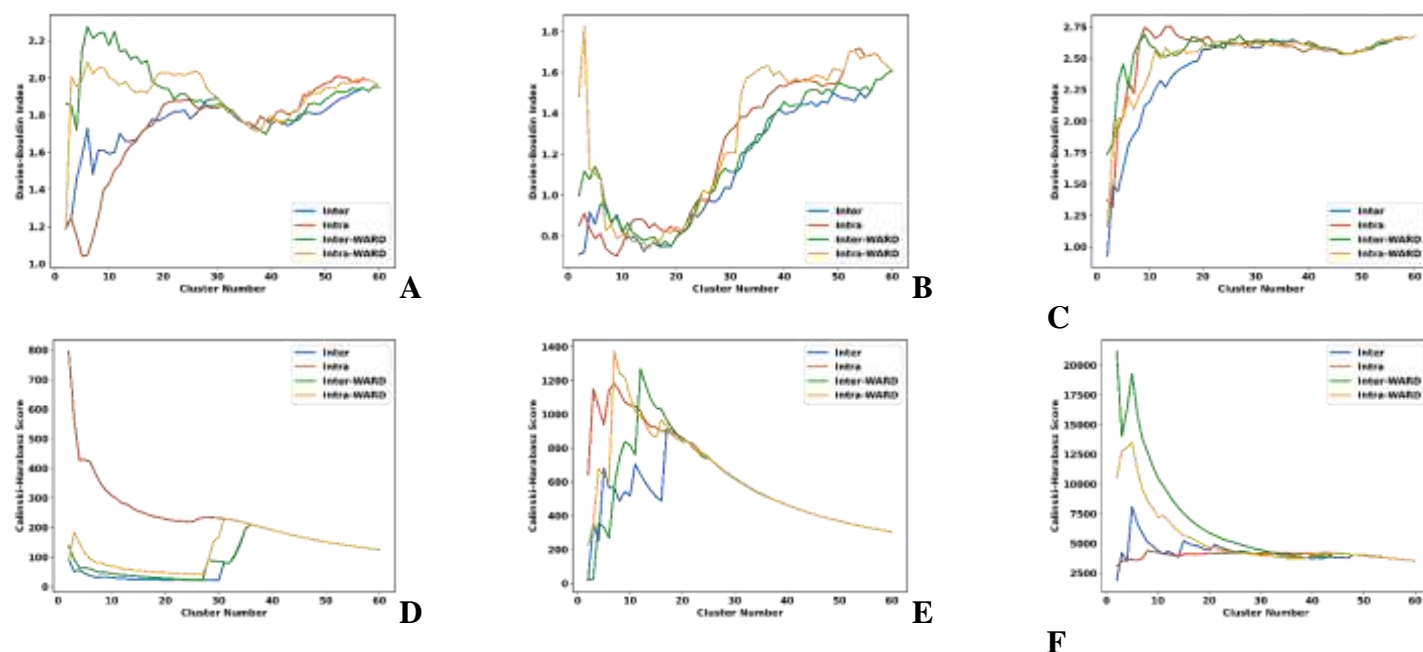 2.2
2.0
1.8
1.6
1.4
1.2
1.0
0 10 20 30 40 50 60
Davies-Bouldin Index
Cluster Number
Inter
Intra
Inter-WARD
Intra-WARD
A
1.8
1.6
1.4
1.2
1.0
0.8
0 10 20 30 40 50 60
Davies-Bouldin Index
Cluster Number
Inter
Intra
Inter-WARD
Intra-WARD
B
2.75
2.50
2.25
2.00
1.75
1.50
1.25
1.00
0 10 20 30 40 50 60
Davies-Bouldin Index
Cluster Number
Inter
Intra
Inter-WARD
Intra-WARD
C
800
700
600
500
400
300
200
100
0
0 10 20 30 40 50 60
Calinski-Harabasz Score
Cluster Number
Inter
Intra
Inter-WARD
Intra-WARD
D
1400
1200
1000
800
600
400
200
0
0 10 20 30 40 50 60
Calinski-Harabasz Score
Cluster Number
Inter
Intra
Inter-WARD
Intra-WARD
E
20000
17500
15000
12500
10000
7500
5000
2500
0 10 20 30 40 50 60
Calinski-Harabasz Score
Cluster Number
Inter
Intra
Inter-WARD
Intra-WARD
F